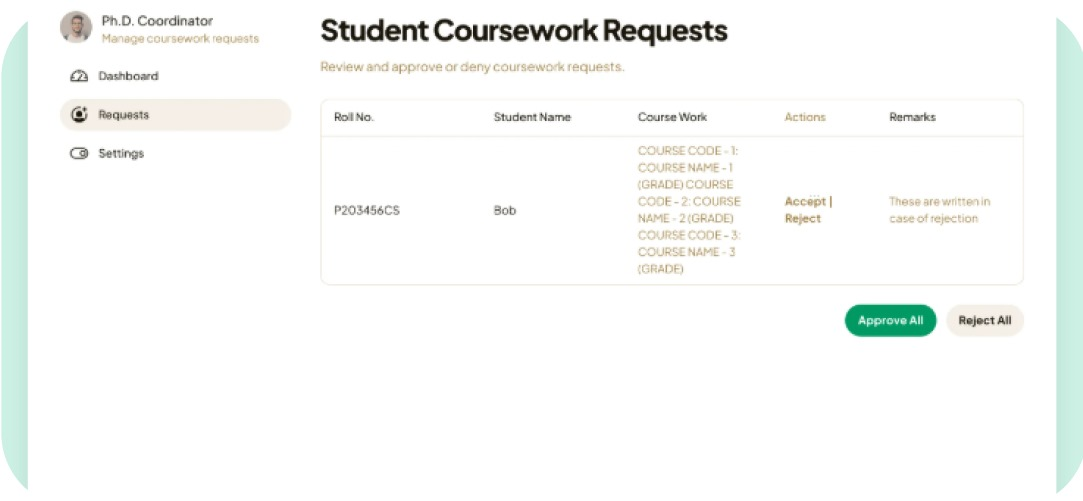 Ph.D. Coordinator
Manage coursework requests
Dashboard
Requests
Settings
Student Coursework Requests
Review and approve or deny coursework requests.
Roll No. Student Name Course Work Actions Remarks
P203456CS
Bob
COURSE CODE - 1:
COURSE NAME - 1
(GRADE) COURSE
CODE - 2: COURSE
NAME - 2 (GRADE)
COURSE CODE - 3:
COURSE NAME - 3
(GRADE)
Accept |
Reject
These are written in
case of rejection
Approve All
Reject All